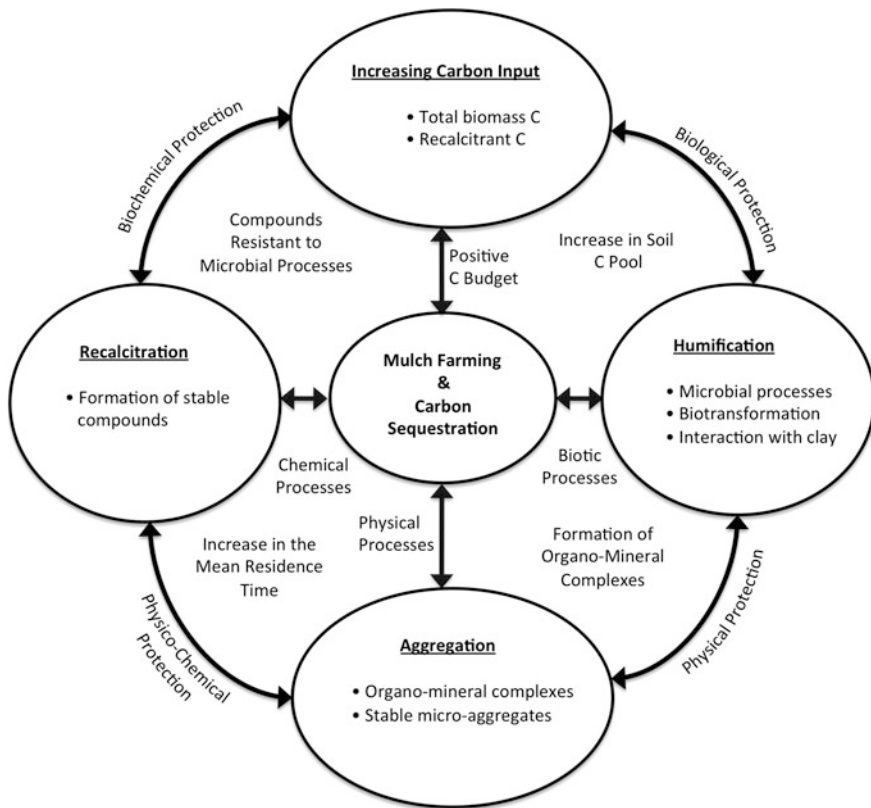 Increasing Carbon Input
• Total biomass C
• Recalcitrant C
Biochemical Protection
Biological Protection
Compounds
Resistant to
Microbial Processes
Positive
C Budget
Increase in Soil
C Pool
Recalcitration
• Formation of stable
compounds
Mulch Farming
&
Carbon
Sequestration
Humification
• Microbial processes
• Biotransformation
• Interaction with clay
Chemical
Processes
Biotic
Processes
Increase in the
Mean Residence
Time
Physical
Processes
Formation of
Organo-Mineral
Complexes
Physico-Chemical
Protection
Physical Protection
Aggregation
• Organo-mineral complexes
• Stable micro-aggregates